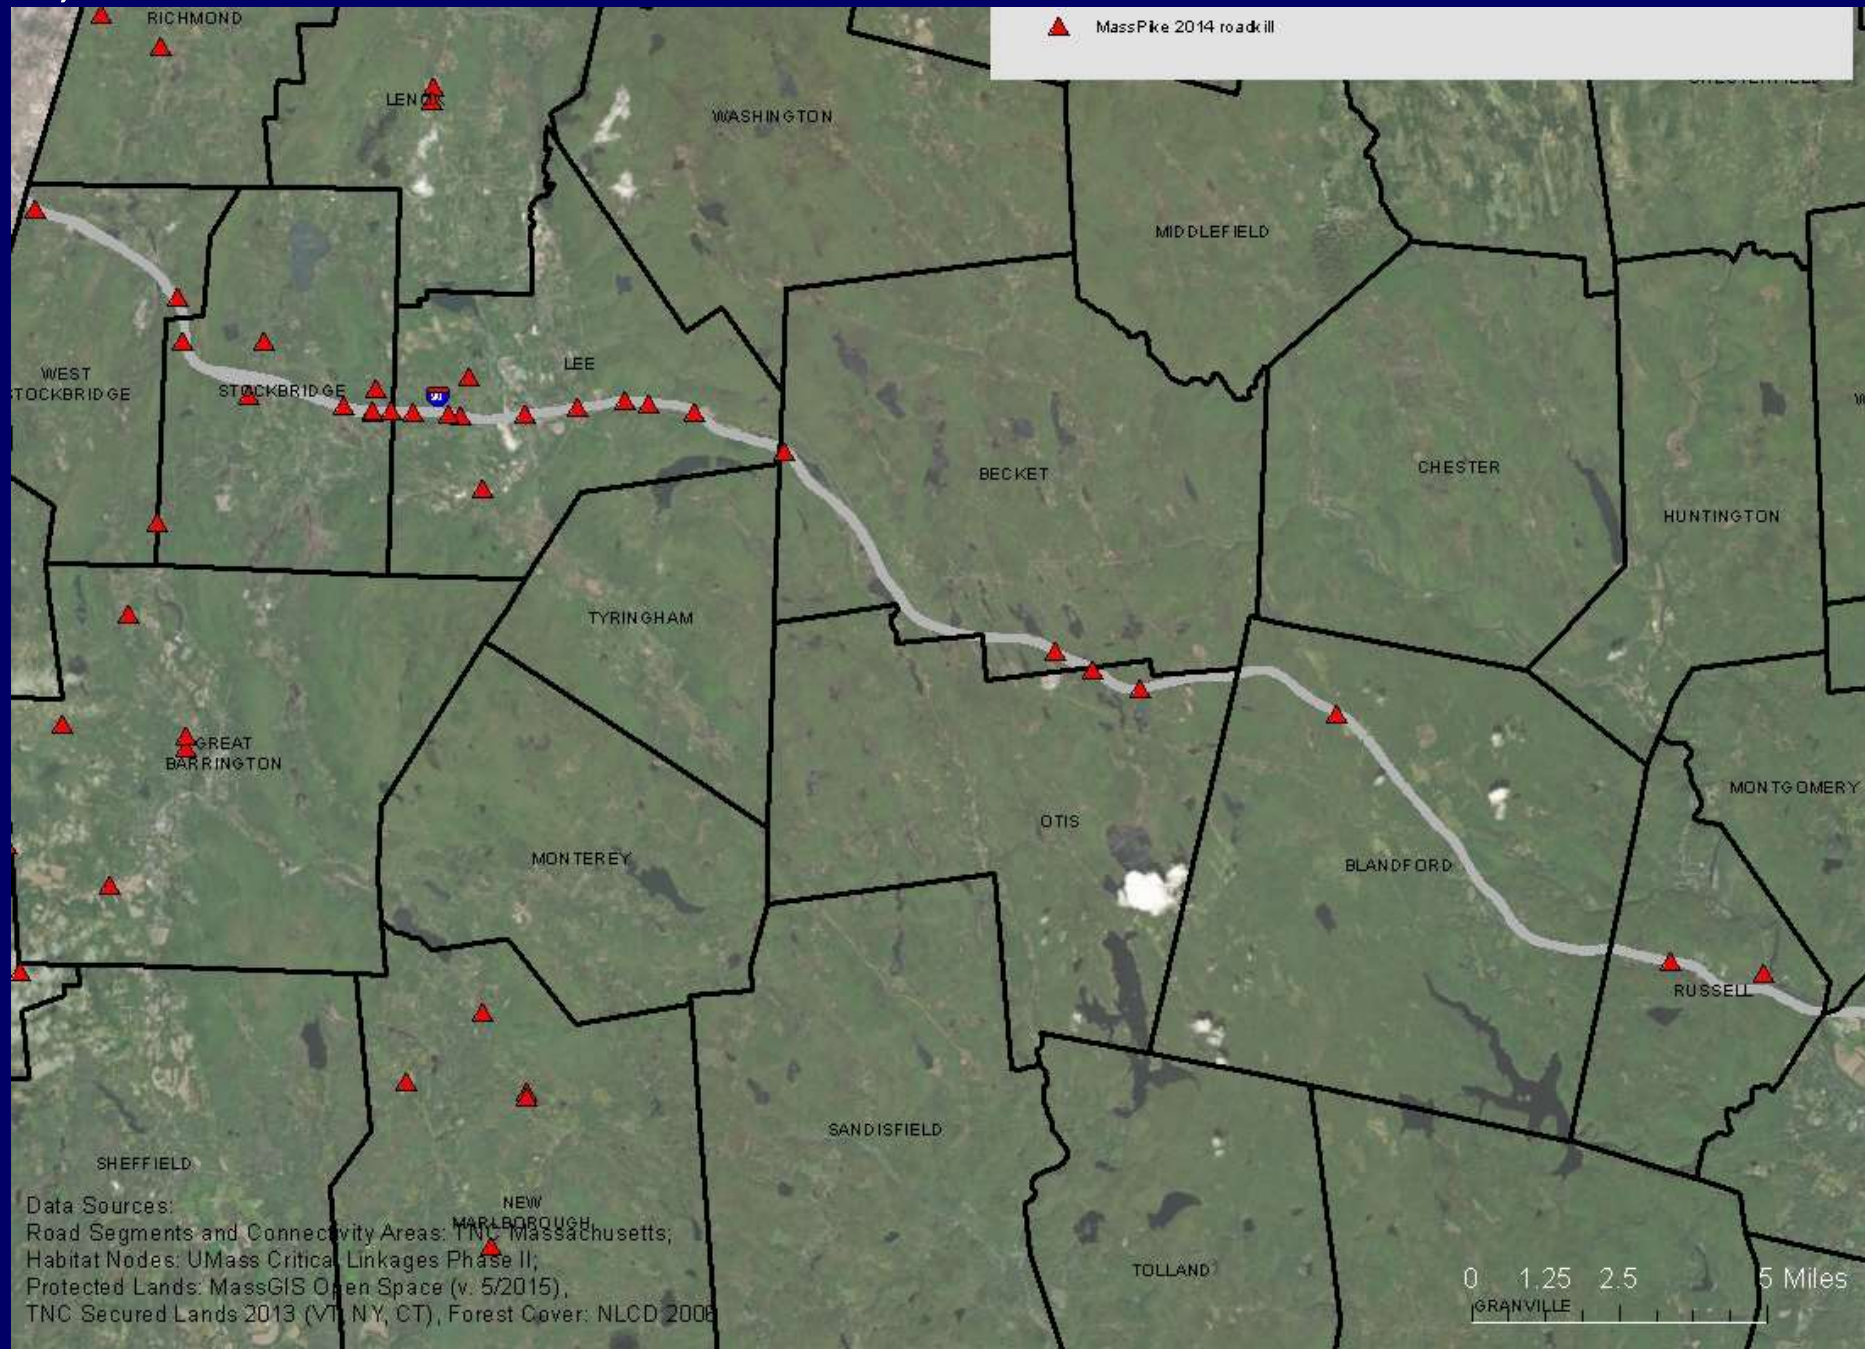 RICHMOND
MassPike 2014 roadkill
CHESTERFIELD
LENOX
WASHINGTON
MIDDLEFIELD
WEST
STOCKBRIDGE
STOCKBRIDGE
LEE
90
BECKET
CHESTER
HUNTINGTON
TYRINGHAM
GREAT
BARRINGTON
MONTGOMERY
OTIS
MONTEREY
BLANDFORD
RUSSELL
SANDISFIELD
SHEFFIELD
NEW
MARLBOROUGH
Data Sources:
Road Segments and Connectivity Areas: TNC Massachusetts;
Habitat Nodes: UMass Critical Linkages Phase II;
Protected Lands: MassGIS Open Space (v. 5/2015),
TNC Secured Lands 2013 (VT, NY, CT), Forest Cover: NLCD 2006
TOLLAND
0 1.25 2.5 5 Miles
GRANVILLE